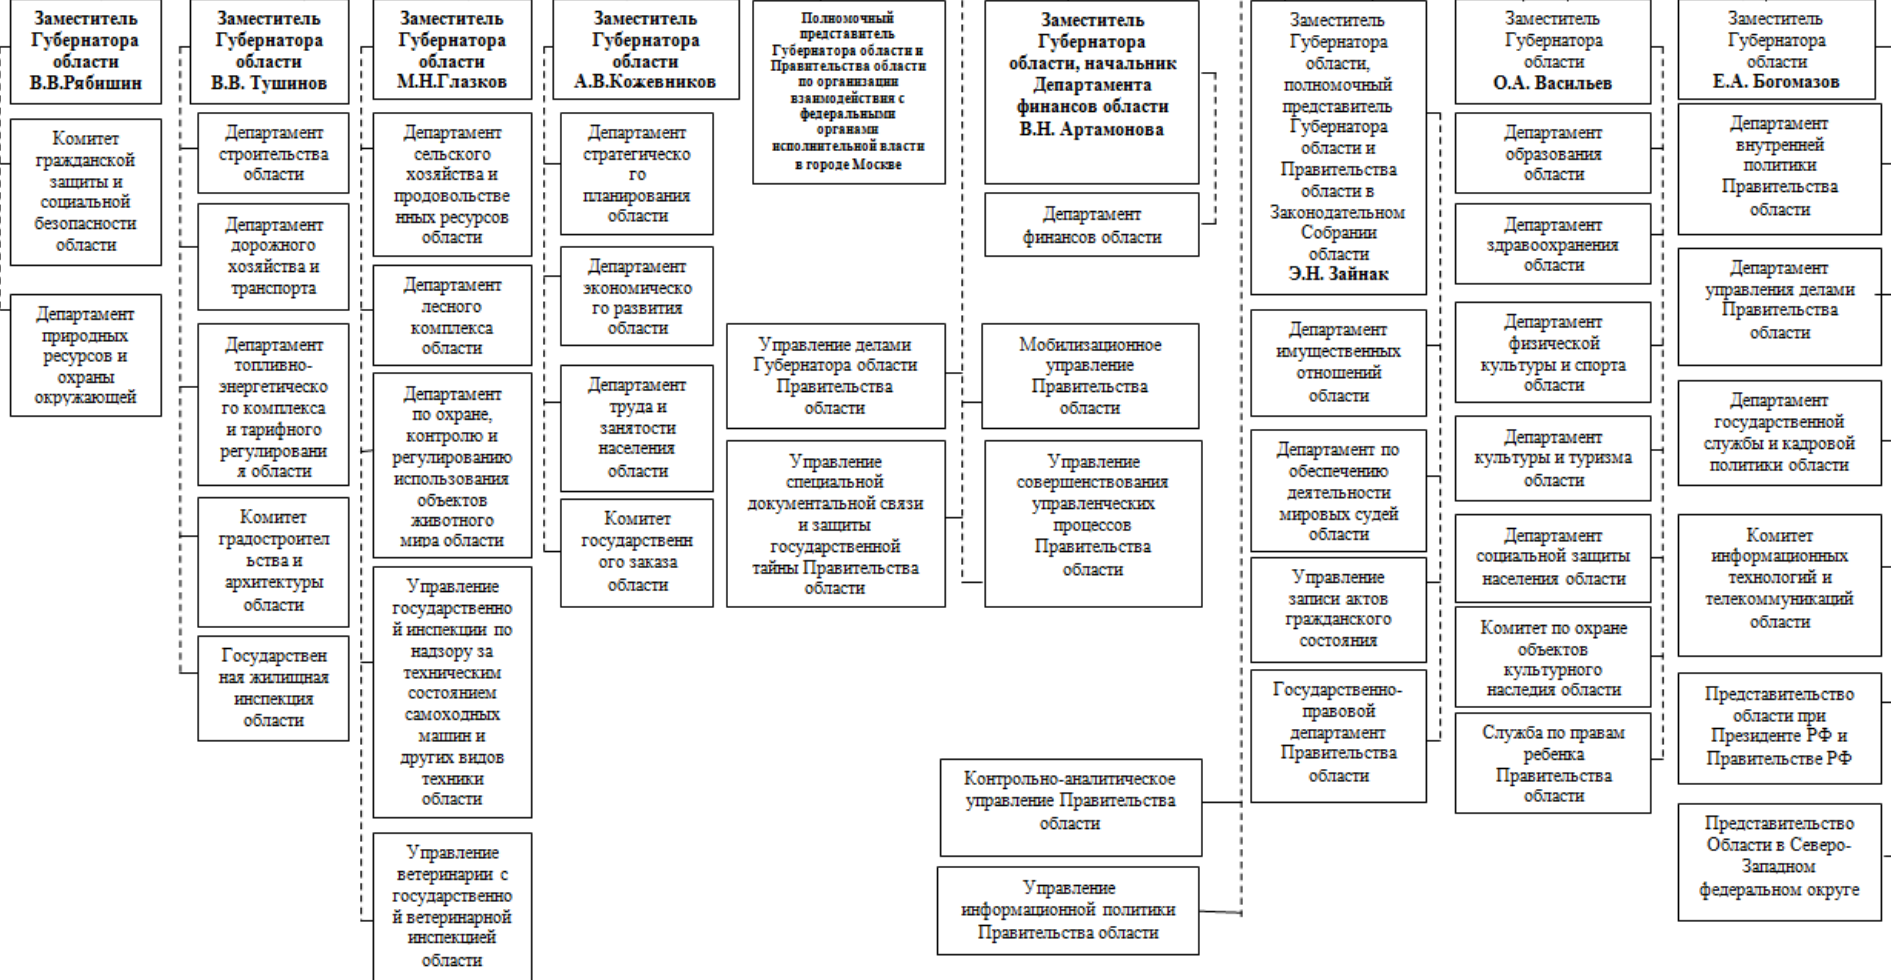 Заместитель
Губернатора
области
В.В.Рябишин
Комитет
гражданской
защиты и
социальной
безопасности
области
Департамент
природных
ресурсов и
охраны
окружающей
Заместитель
Губернатора
области
В.В. Тушинов
Департамент
строительства
области
Департамент
дорожного
хозяйства и
транспорта
Департамент
топливно-
энергетическо
го комплекса
и тарифного
регулировани
я области
Комитет
градостроител
ьства и
архитектуры
области
Государствен
ная жилищная
инспекция
области
Заместитель
Губернатора
области
М.Н.Глазков
Департамент
сельского
хозяйства и
продовольстве
нных ресурсов
области
Департамент
лесного
комплекса
области
Департамент
по охране,
контролю и
регулированию
использования
объектов
животного
мира области
Управление
государственно
й инспекции по
надзору за
техническим
состоянием
самоходных
машин и
других видов
техники
области
Управление
ветеринарии с
государственно
й ветеринарной
инспекцией
области
Заместитель
Губернатора
области
А.В.Кожевников
Департамент
стратегическо
го
планирования
области
Департамент
экономическо
го развития
области
Департамент
труда и
занятости
населения
области
Комитет
государственн
ого заказа
области
Полномочный
представитель
Губернатора области и
Правительства области
по организации
взаимодействия с
федеральными
органами
исполнительной власти
в городе Москве
Управление делами
Губернатора области
Правительства
области
Управление
специальной
документальной связи
и защиты
государственной
тайны Правительства
области
Заместитель
Губернатора
области, начальник
Департамента
финансов области
В.Н. Артамонова
Департамент
финансов области
Мобилизационное
управление
Правительства
области
Управление
совершенствования
управленческих
процессов
Правительства
области
Контрольно-аналитическое
управление Правительства
области
Управление
информационной политики
Правительства области
Заместитель
Губернатора
области,
полномочный
представитель
Губернатора
области и
Правительства
области в
Законодательном
Собрании
области
Э.Н. Зайнак
Департамент
имущественных
отношений
области
Департамент по
обеспечению
деятельности
мировых судей
области
Управление
записи актов
гражданского
состояния
Государственно-
правовой
департамент
Правительства
области
Заместитель
Губернатора
области
О.А. Васильев
Департамент
образования
области
Департамент
здравоохранения
области
Департамент
физической
культуры и спорта
области
Департамент
культуры и туризма
области
Департамент
социальной защиты
населения области
Комитет по охране
объектов
культурного
наследия области
Служба по правам
ребенка
Правительства
области
Заместитель
Губернатора
области
Е.А. Богомазов
Департамент
внутренней
политики
Правительства
области
Департамент
управления делами
Правительства
области
Департамент
государственной
службы и кадровой
политики области
Комитет
информационных
технологий и
телекоммуникаций
области
Представительство
области при
Президенте РФ и
Правительстве РФ
Представительство
Области в Северо-
Западном
федеральном округе